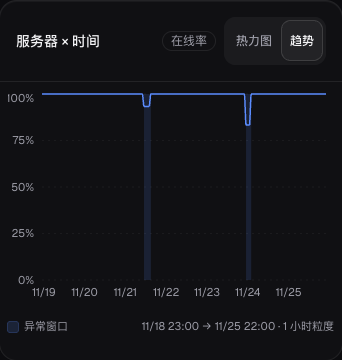 服务器 × 时间
在线率
热力图
趋势
100%
75%
50%
25%
0%
11/19 11/20 11/21 11/22 11/23 11/24 11/25
异常窗口
11/18 23:00 → 11/25 22:00 · 1 小时粒度